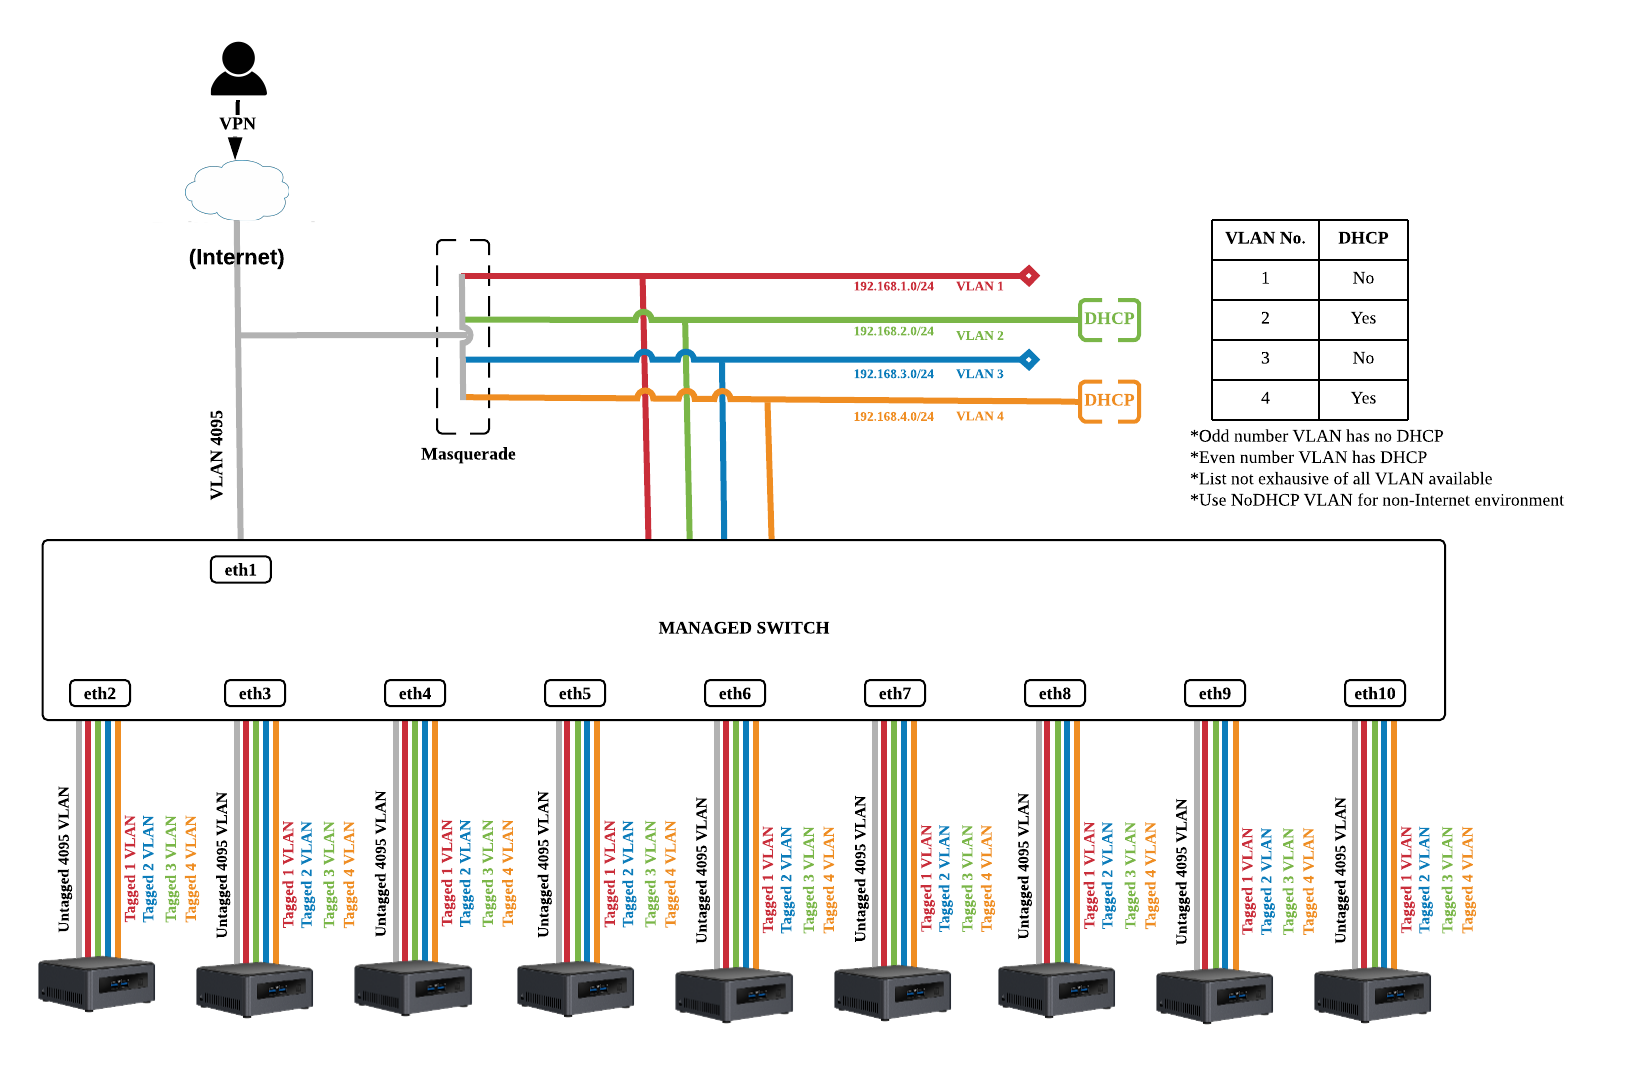 VPN
(Internet)
192.168.1.0/24 VLAN 1
DHCP
192.168.2.0/24 VLAN 2
192.168.3.0/24 VLAN 3
DHCP
192.168.4.0/24 VLAN 4
Masquerade
VLAN 4095
VLAN No. DHCP
1 No
2 Yes
3 No
4 Yes
*Odd number VLAN has no DHCP
*Even number VLAN has DHCP
*List not exhausive of all VLAN available
*Use NoDHCP VLAN for non-Internet environment
eth1
MANAGED SWITCH
eth2 eth3 eth4 eth5 eth6 eth7 eth8 eth9 eth10
Untagged 4095 VLAN
Tagged 1 VLAN
Tagged 2 VLAN
Tagged 3 VLAN
Tagged 4 VLAN
Untagged 4095 VLAN
Tagged 1 VLAN
Tagged 2 VLAN
Tagged 3 VLAN
Tagged 4 VLAN
Untagged 4095 VLAN
Tagged 1 VLAN
Tagged 2 VLAN
Tagged 3 VLAN
Tagged 4 VLAN
Untagged 4095 VLAN
Tagged 1 VLAN
Tagged 2 VLAN
Tagged 3 VLAN
Tagged 4 VLAN
Untagged 4095 VLAN
Tagged 1 VLAN
Tagged 2 VLAN
Tagged 3 VLAN
Tagged 4 VLAN
Untagged 4095 VLAN
Tagged 1 VLAN
Tagged 2 VLAN
Tagged 3 VLAN
Tagged 4 VLAN
Untagged 4095 VLAN
Tagged 1 VLAN
Tagged 2 VLAN
Tagged 3 VLAN
Tagged 4 VLAN
Untagged 4095 VLAN
Tagged 1 VLAN
Tagged 2 VLAN
Tagged 3 VLAN
Tagged 4 VLAN
Untagged 4095 VLAN
Tagged 1 VLAN
Tagged 2 VLAN
Tagged 3 VLAN
Tagged 4 VLAN